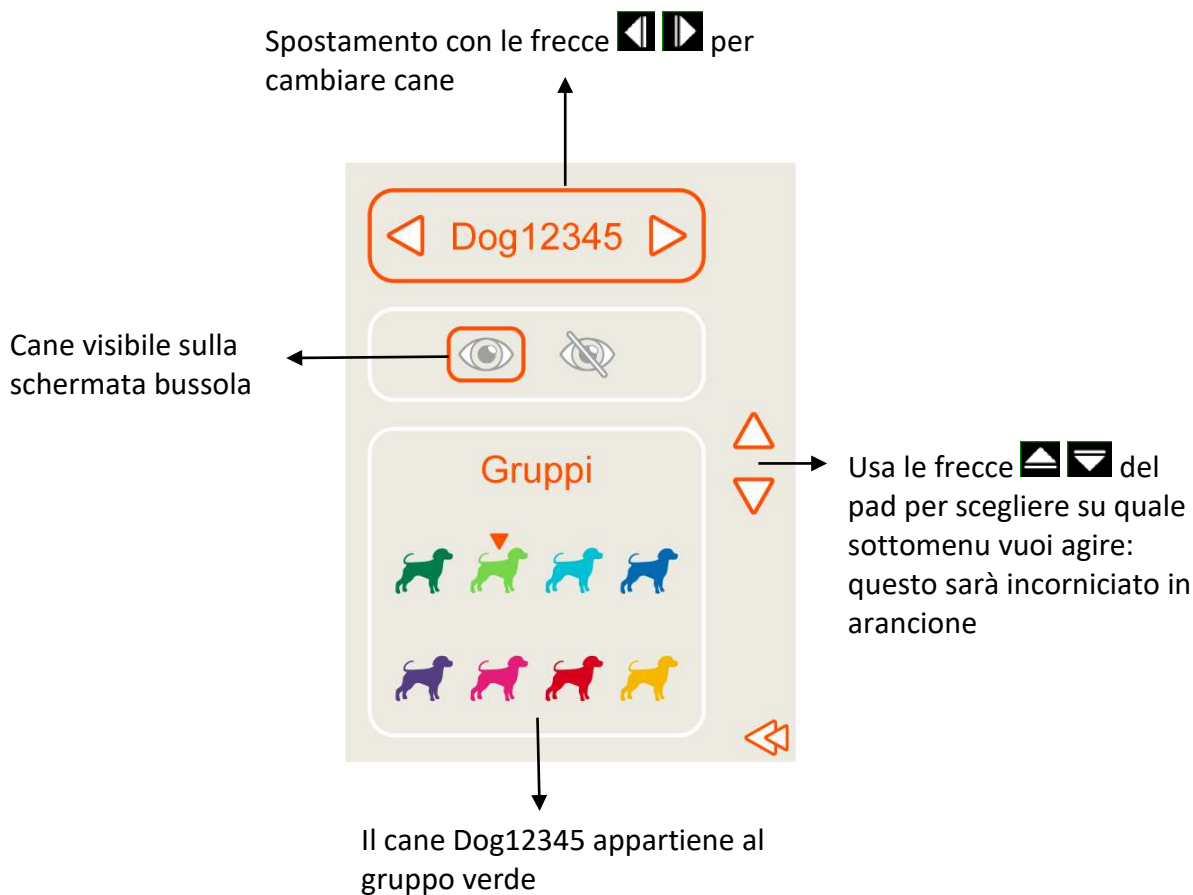 Spostamento con le frecce per
cambiare cane
Dog12345
Cane visibile sulla
schermata bussola
Gruppi
Usa le frecce del
pad per scegliere su quale
sottomenu vuoi agire:
questo sarà incorniciato in
arancione
Il cane Dog12345 appartiene al
gruppo verde